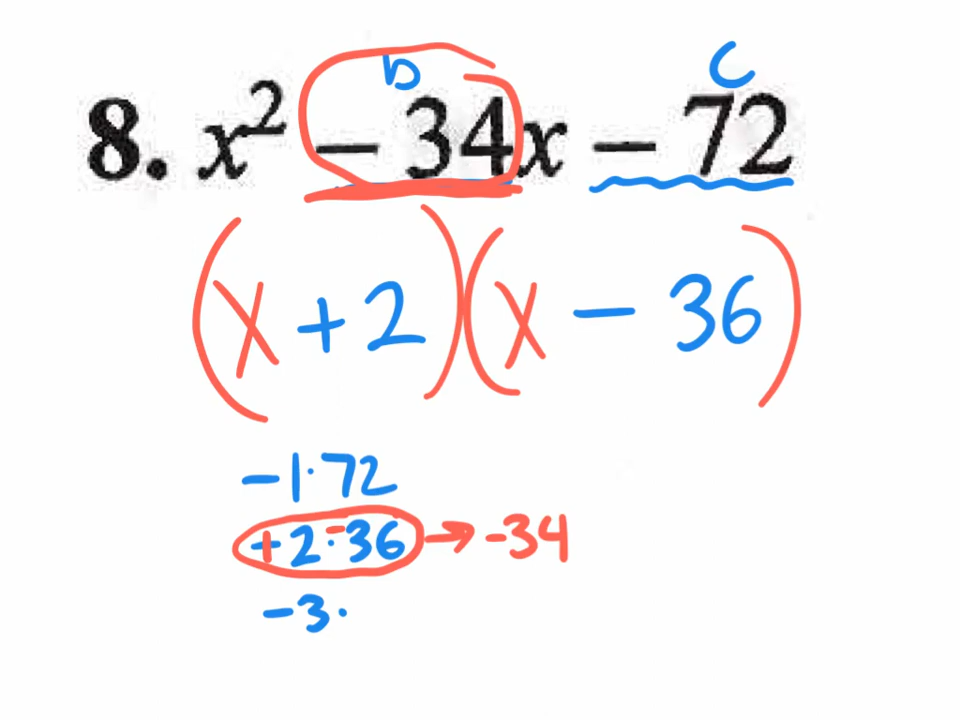 b c
8. x² − 34x − 72
(x + 2)(x − 36)
−1·72
+2·−36 → -34
−3·